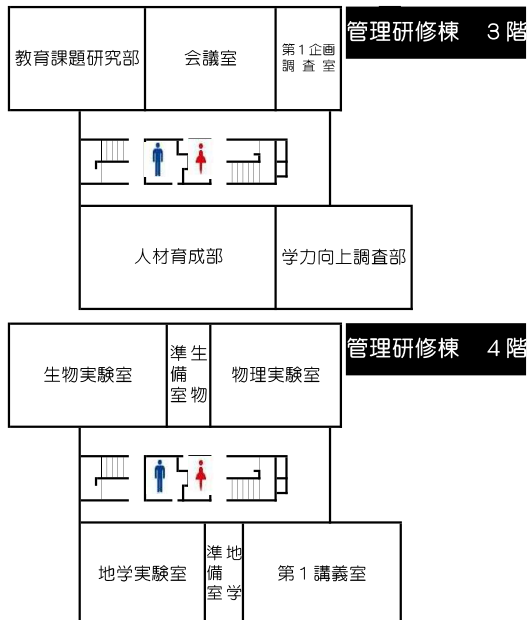 管理研修棟　３階
教育課題研究部
会議室
第１企画
調査室
人材育成部
学力向上調査部
管理研修棟　４階
生物実験室
生物
準備室
物理実験室
地学実験室
地学
準備室
第１講義室